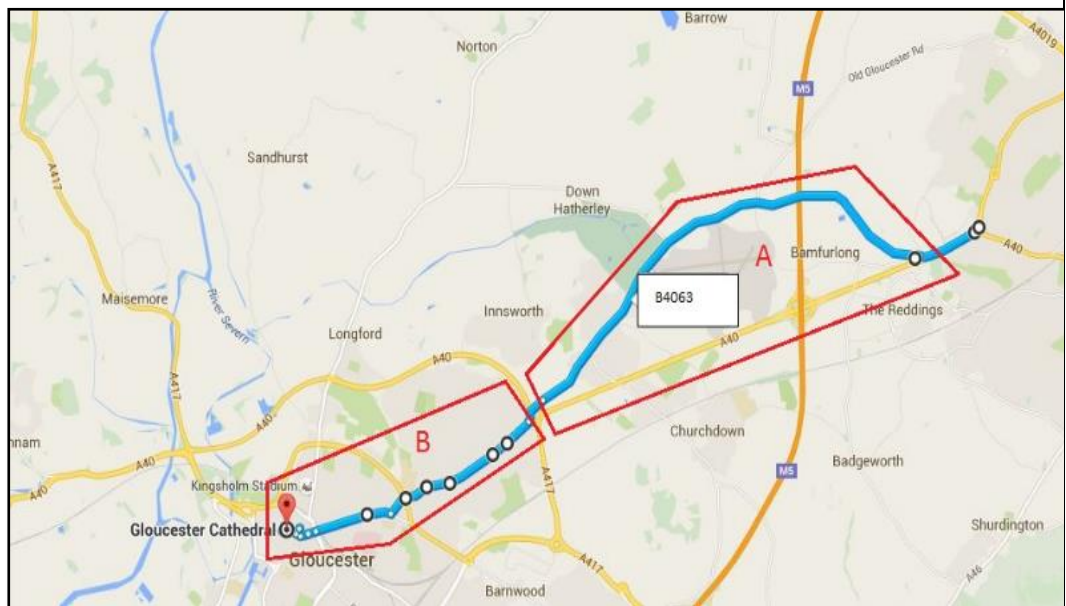 Barrow
A4019
Norton
Old Gloucester Rd
M5
A417
Sandhurst
Down
Hatherley
A
Bamfurlong
A40
B4063
Maisemore
River Severn
Innsworth
The Reddings
Longford
A40
A40
A417
A40
B
Churchdown
nnam
A40
A417
Badgeworth
A40
Kingsholm Stadium
M5
Gloucester Cathedral
Shurdington
Gloucester
A417
A46
Barnwood